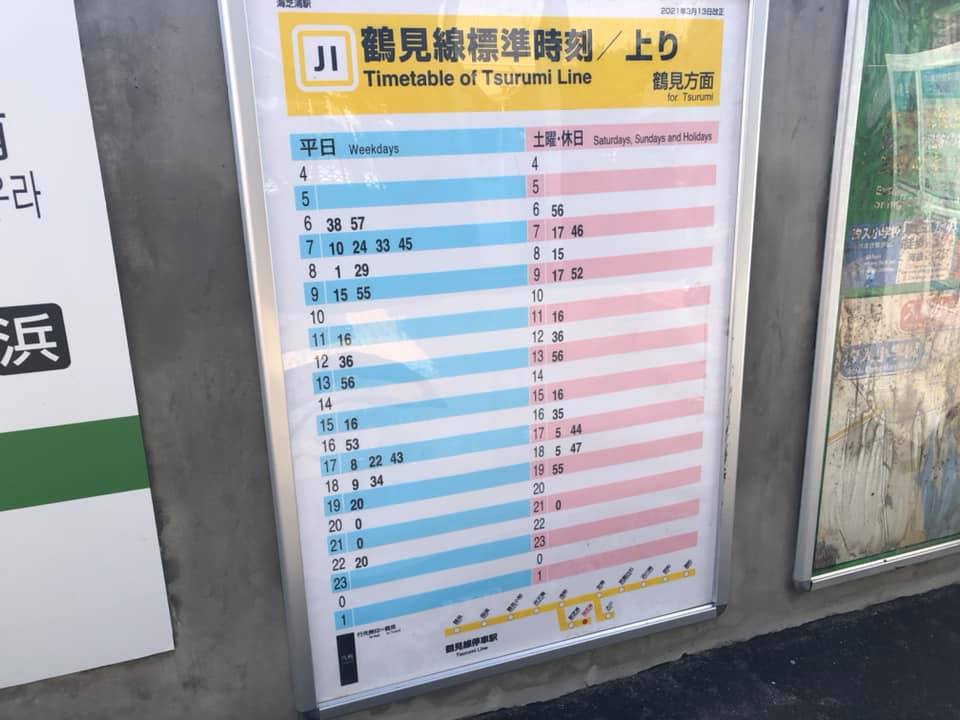 海芝浦駅
2021年3月13日改正
JI
鶴見線標準時刻/上り
Timetable of Tsurumi Line
鶴見方面
for Tsurumi
平日 Weekdays
土曜・休日 Saturdays, Sundays and Holidays
4
4
5
5
6 38 57
6 56
7 10 24 33 45
7 17 46
8 1 29
8 15
9 15 55
9 17 52
10
10
11 16
11 16
12 36
12 36
13 56
13 56
14
14
15 16
15 16
16 53
16 35
17 8 22 43
17 5 44
18 9 34
18 5 47
19 20
19 55
20 0
20
21 0
21 0
22 20
22
23
23
0
0
1
1
鶴見線停車駅
Tsurumi Line
浜
우라